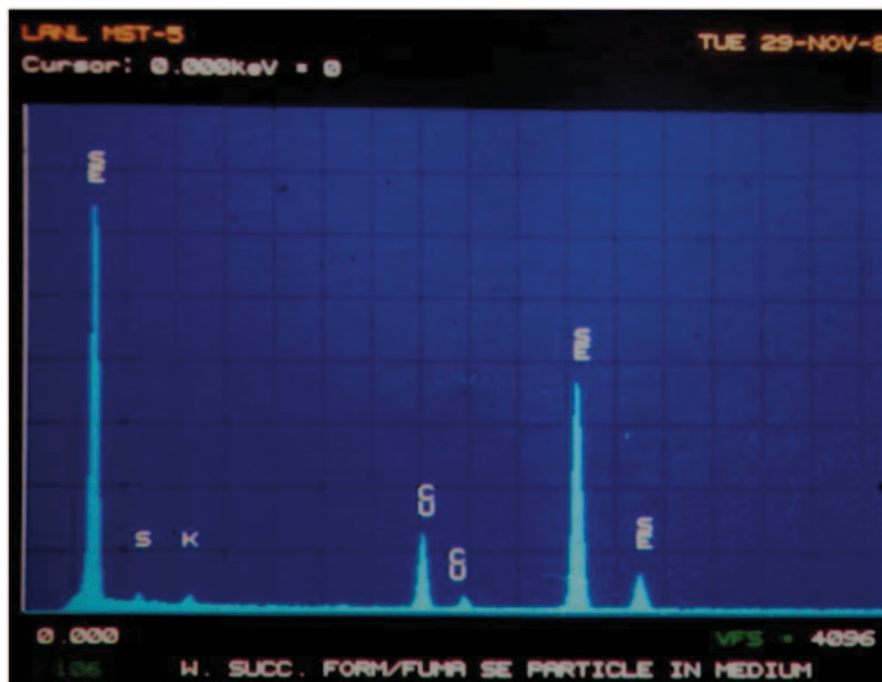 LANL MST-5 TUE 29-NOV-8
Cursor: 0.000keV = 0
SE
SE
CU
S K CU SE
0.000 VFS = 4096
106 W. SUCC. FORM/FUMA SE PARTICLE IN MEDIUM